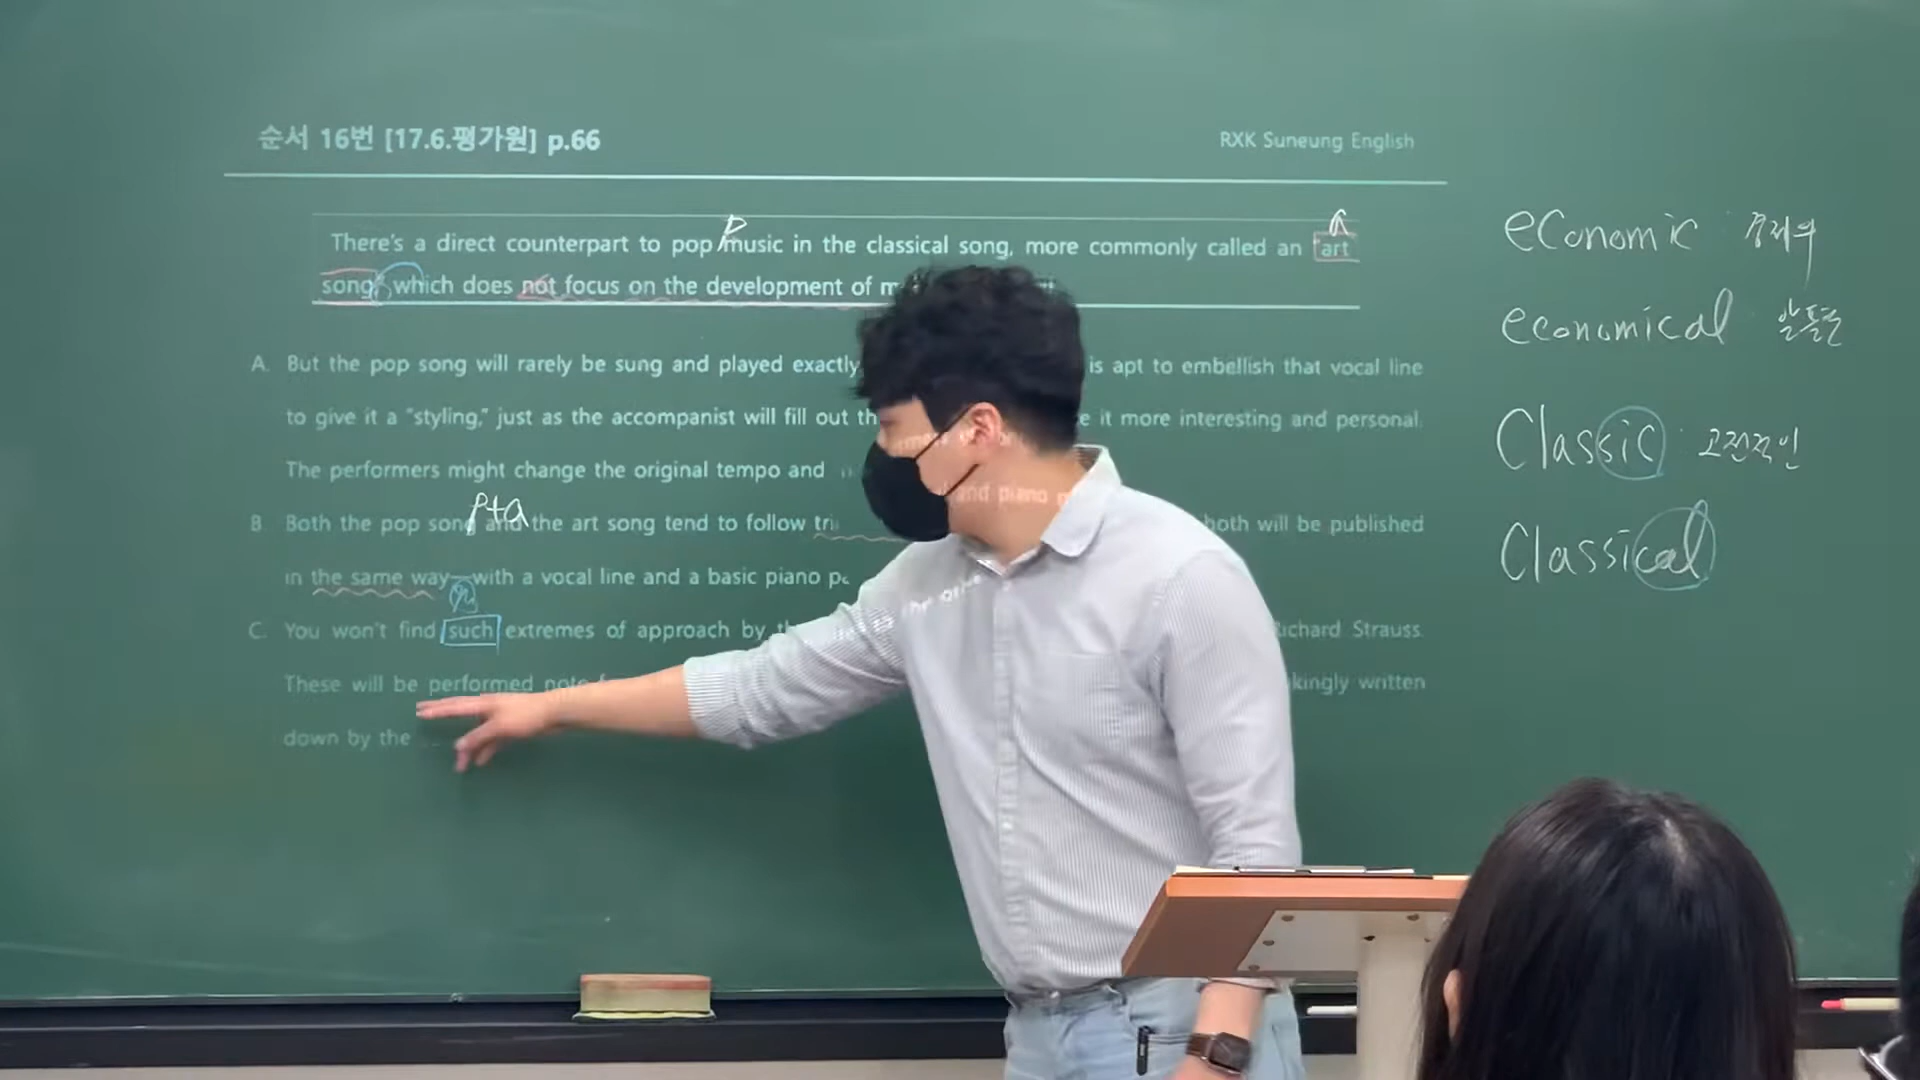 순서 16번 [17.6.평가원] p.66
RXK Suneung English
P
a
There's a direct counterpart to pop music in the classical song, more commonly called an "art
song," which does not focus on the development of m
A. But the pop song will rarely be sung and played exactly is apt to embellish that vocal line
to give it a "styling," just as the accompanist will fill out th e it more interesting and personal.
The performers might change the original tempo and
P+a
B. Both the pop song and the art song tend to follow tr both will be published
in the same way—with a vocal line and a basic piano pa
C. You won't find such extremes of approach by th Richard Strauss.
These will be performed note f kingly written
down by the
economic
economical 알뜰한
Classic : 고전적인
Classical